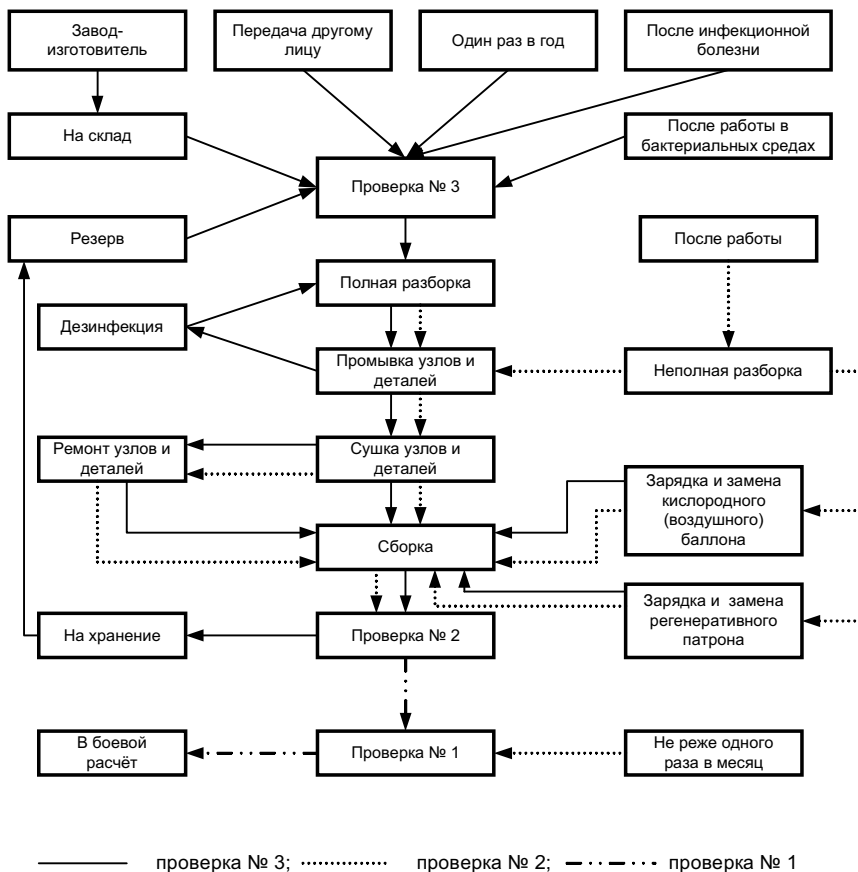 Завод-
изготовитель
Передача другому
лицу
Один раз в год
После инфекционной
болезни
На склад
После работы в
бактериальных средах
Проверка № 3
Резерв
После работы
Полная разборка
Дезинфекция
Промывка узлов и
деталей
Неполная разборка
Ремонт узлов и
деталей
Сушка узлов и
деталей
Зарядка и замена
кислородного
(воздушного)
баллона
Сборка
Зарядка и замена
регенеративного
патрона
На хранение
Проверка № 2
В боевой
расчёт
Проверка № 1
Не реже одного
раза в месяц
проверка № 3; проверка № 2; проверка № 1